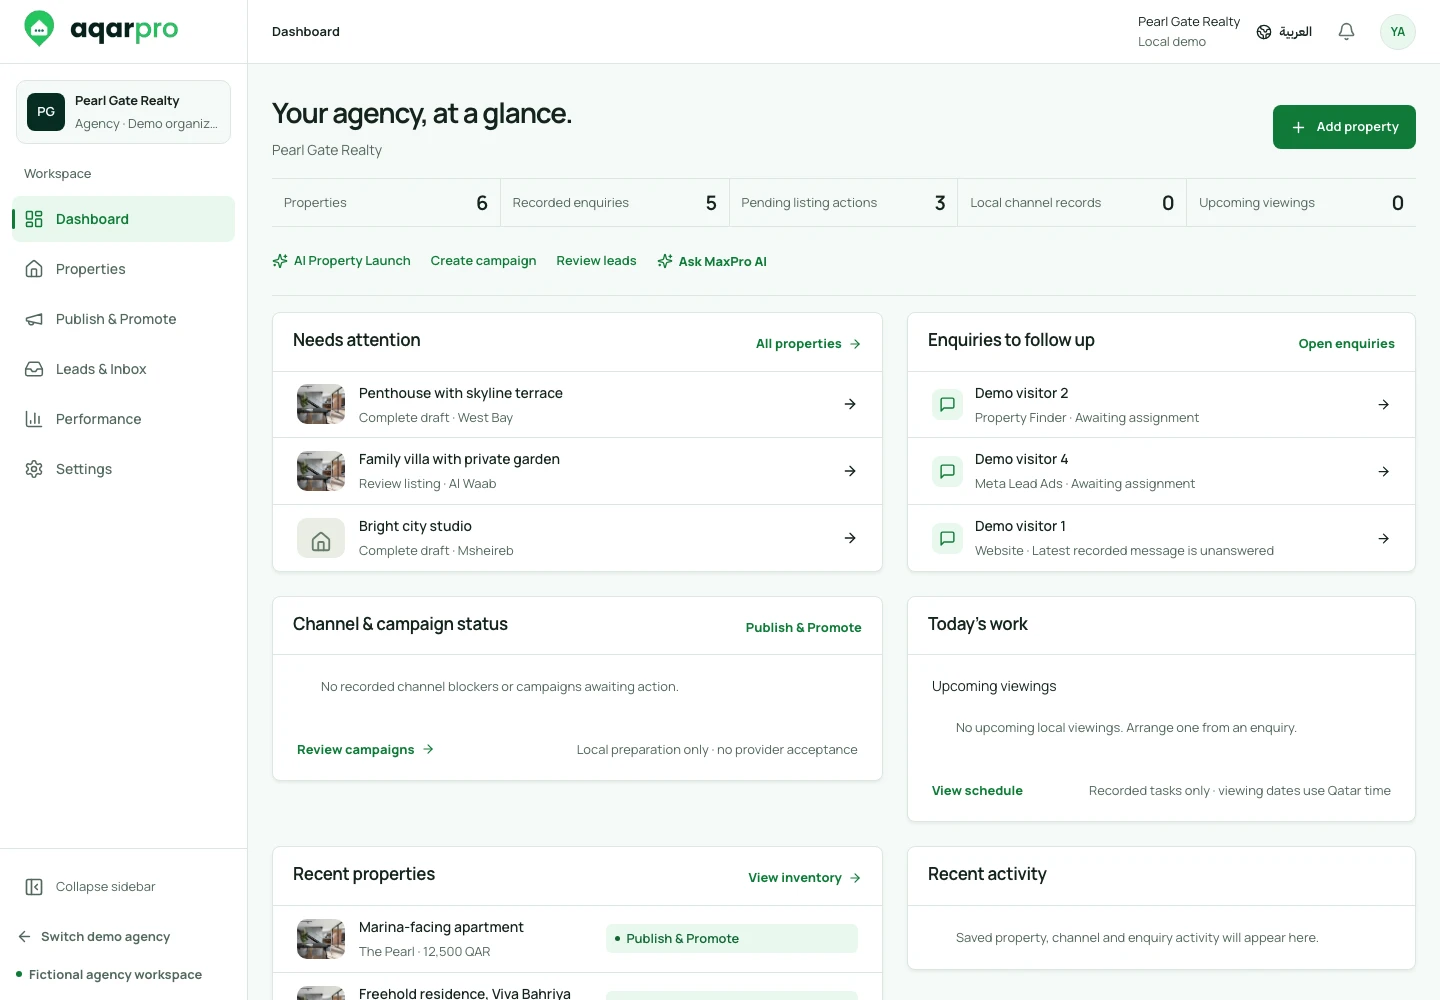 aqarpro
Dashboard
Pearl Gate Realty
Local demo
العربية
YA
PG
Pearl Gate Realty
Agency · Demo organiz...
Workspace
Dashboard
Properties
Publish & Promote
Leads & Inbox
Performance
Settings
Collapse sidebar
Switch demo agency
Fictional agency workspace
Your agency, at a glance.
Pearl Gate Realty
Add property
Properties 6
Recorded enquiries 5
Pending listing actions 3
Local channel records 0
Upcoming viewings 0
AI Property Launch
Create campaign
Review leads
Ask MaxPro AI
Needs attention
All properties
Penthouse with skyline terrace
Complete draft · West Bay
Family villa with private garden
Review listing · Al Waab
Bright city studio
Complete draft · Msheireb
Enquiries to follow up
Open enquiries
Demo visitor 2
Property Finder · Awaiting assignment
Demo visitor 4
Meta Lead Ads · Awaiting assignment
Demo visitor 1
Website · Latest recorded message is unanswered
Channel & campaign status
Publish & Promote
No recorded channel blockers or campaigns awaiting action.
Review campaigns
Local preparation only · no provider acceptance
Today's work
Upcoming viewings
No upcoming local viewings. Arrange one from an enquiry.
View schedule
Recorded tasks only · viewing dates use Qatar time
Recent properties
View inventory
Marina-facing apartment
The Pearl · 12,500 QAR
Publish & Promote
Freehold residence, Viva Bahriya
Recent activity
Saved property, channel and enquiry activity will appear here.